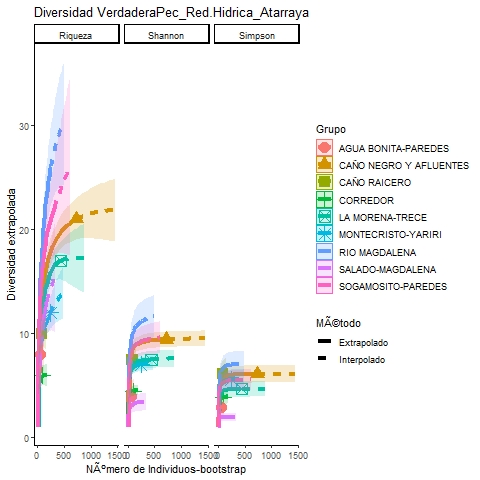 Diversidad VerdaderaPec_Red.Hidrica_Atarraya
Riqueza Shannon Simpson
30
20
10
0
0 500 1000 1500 0 500 1000 1500 0 500 1000 1500
Diversidad extrapolada
NÃºmero de Individuos-bootstrap
Grupo
AGUA BONITA-PAREDES
CAÑO NEGRO Y AFLUENTES
CAÑO RAICERO
CORREDOR
LA MORENA-TRECE
MONTECRISTO-YARIRI
RIO MAGDALENA
SALADO-MAGDALENA
SOGAMOSITO-PAREDES
MÃ©todo
Extrapolado
Interpolado